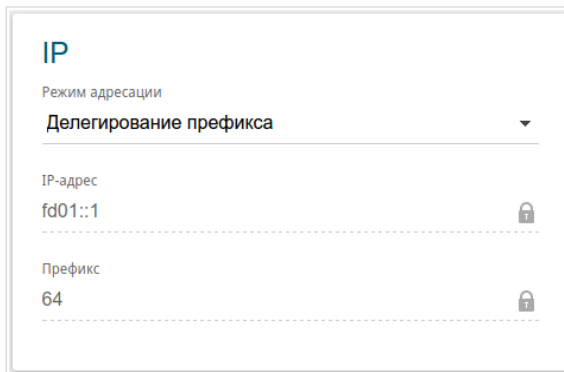 IP
Режим адресации
Делегирование префикса
IP-адрес
fd01::1
Префикс
64